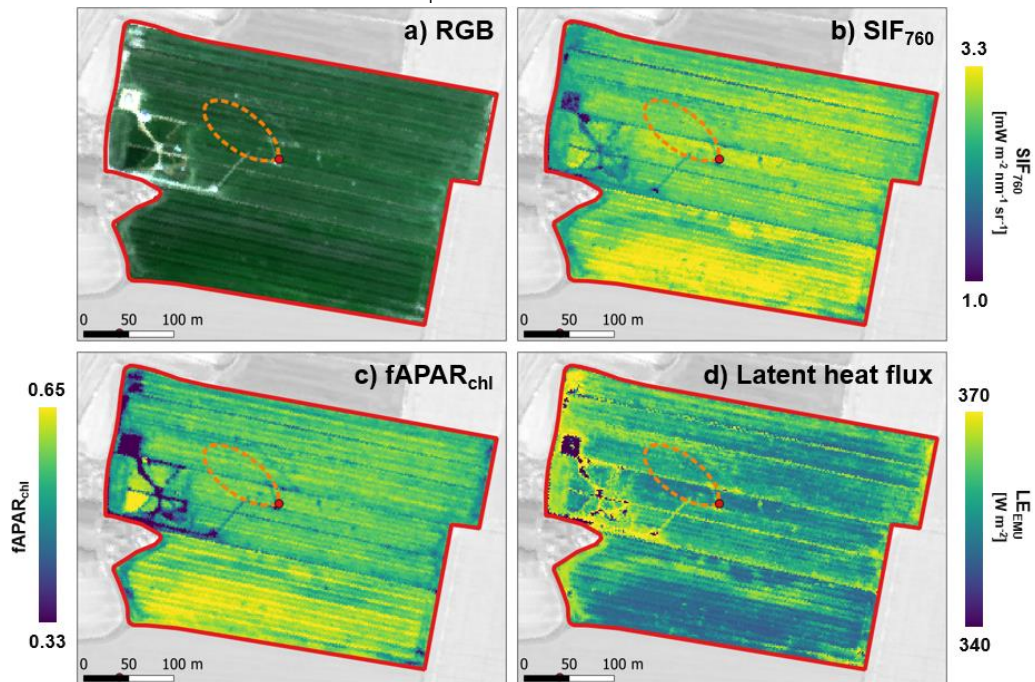 a) RGB
0 50 100 m
b) SIF760
0 50 100 m
3.3
SIF760
[mW m-2 nm-1 sr-1]
1.0
c) fAPARchl
0 50 100 m
0.65
fAPARchl
0.33
d) Latent heat flux
0 50 100 m
370
LEEMU
[W m-2]
340